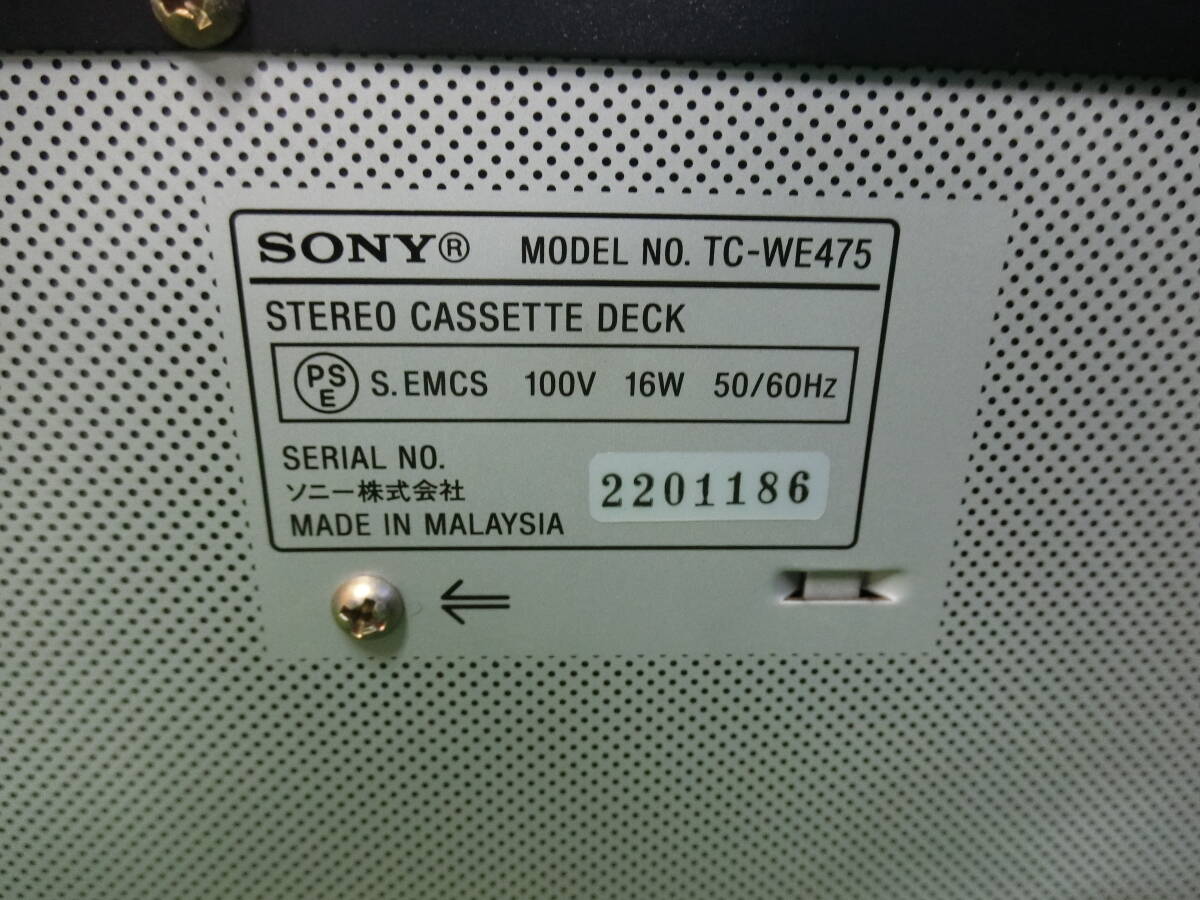 SONY® MODEL NO. TC-WE475
STEREO CASSETTE DECK
PSE S. EMCS 100V 16W 50/60Hz
SERIAL NO. 2201186
ソニー株式会社
MADE IN MALAYSIA